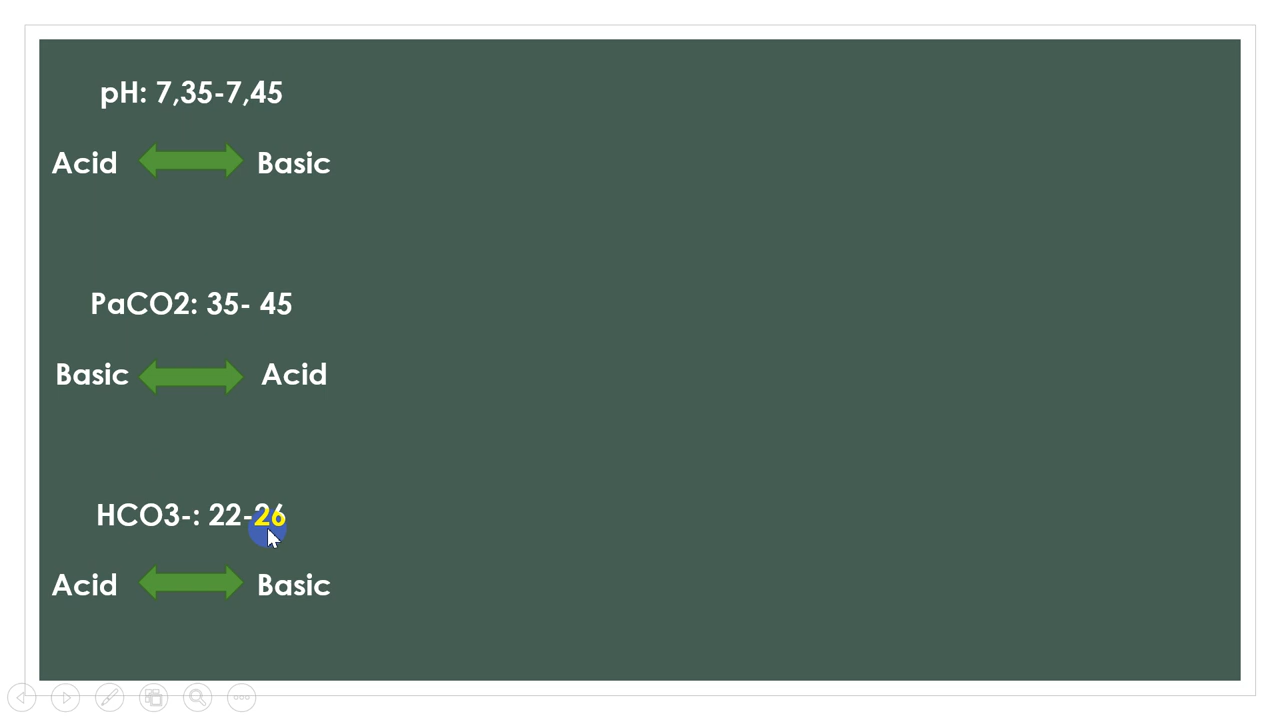 pH: 7,35-7,45
Acid Basic
PaCO2: 35- 45
Basic Acid
HCO3-: 22-26
Acid Basic